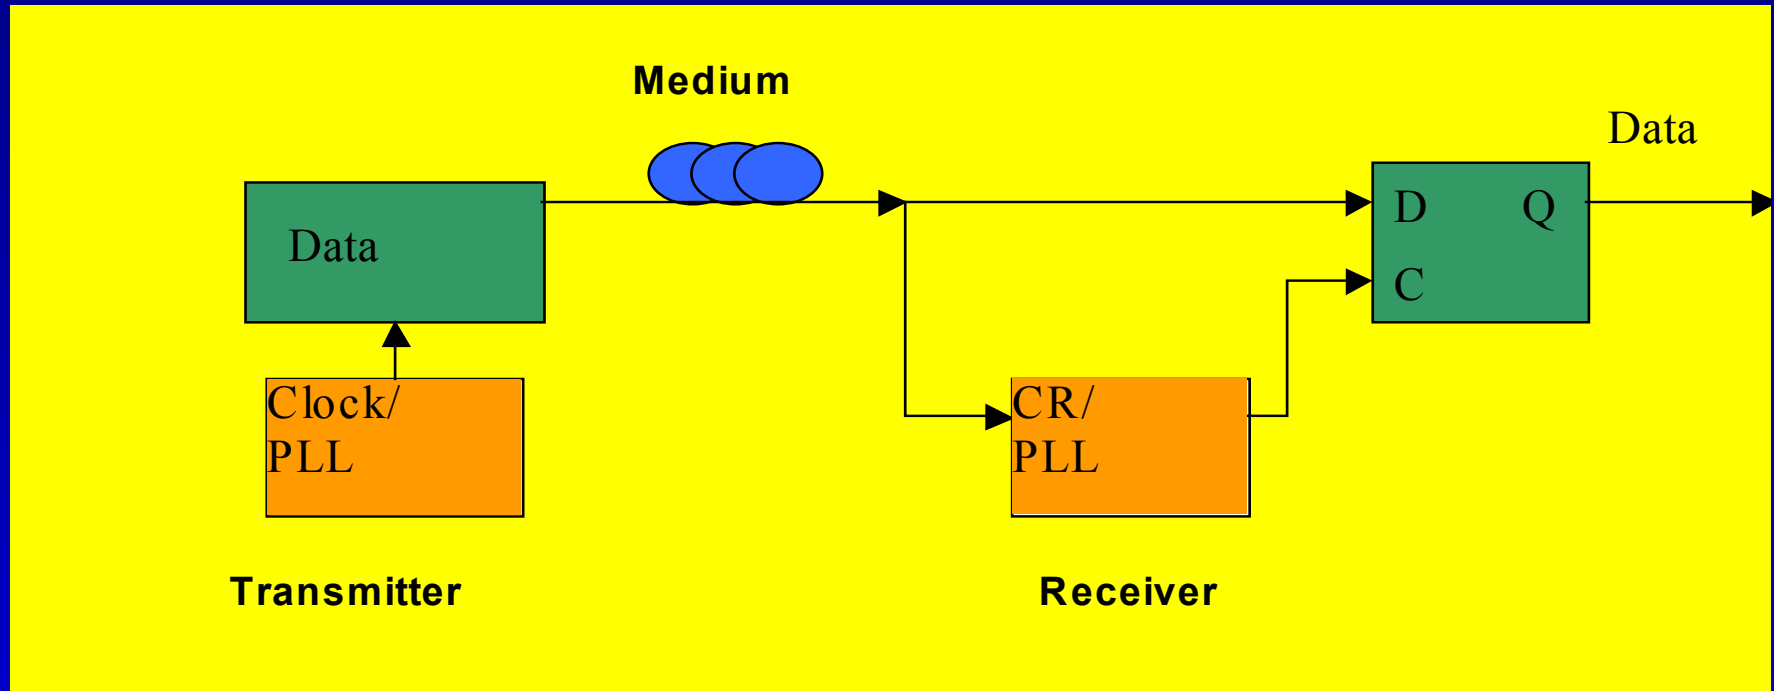 Medium
Data
Data
D Q
C
Clock/
PLL
CR/
PLL
Transmitter
Receiver